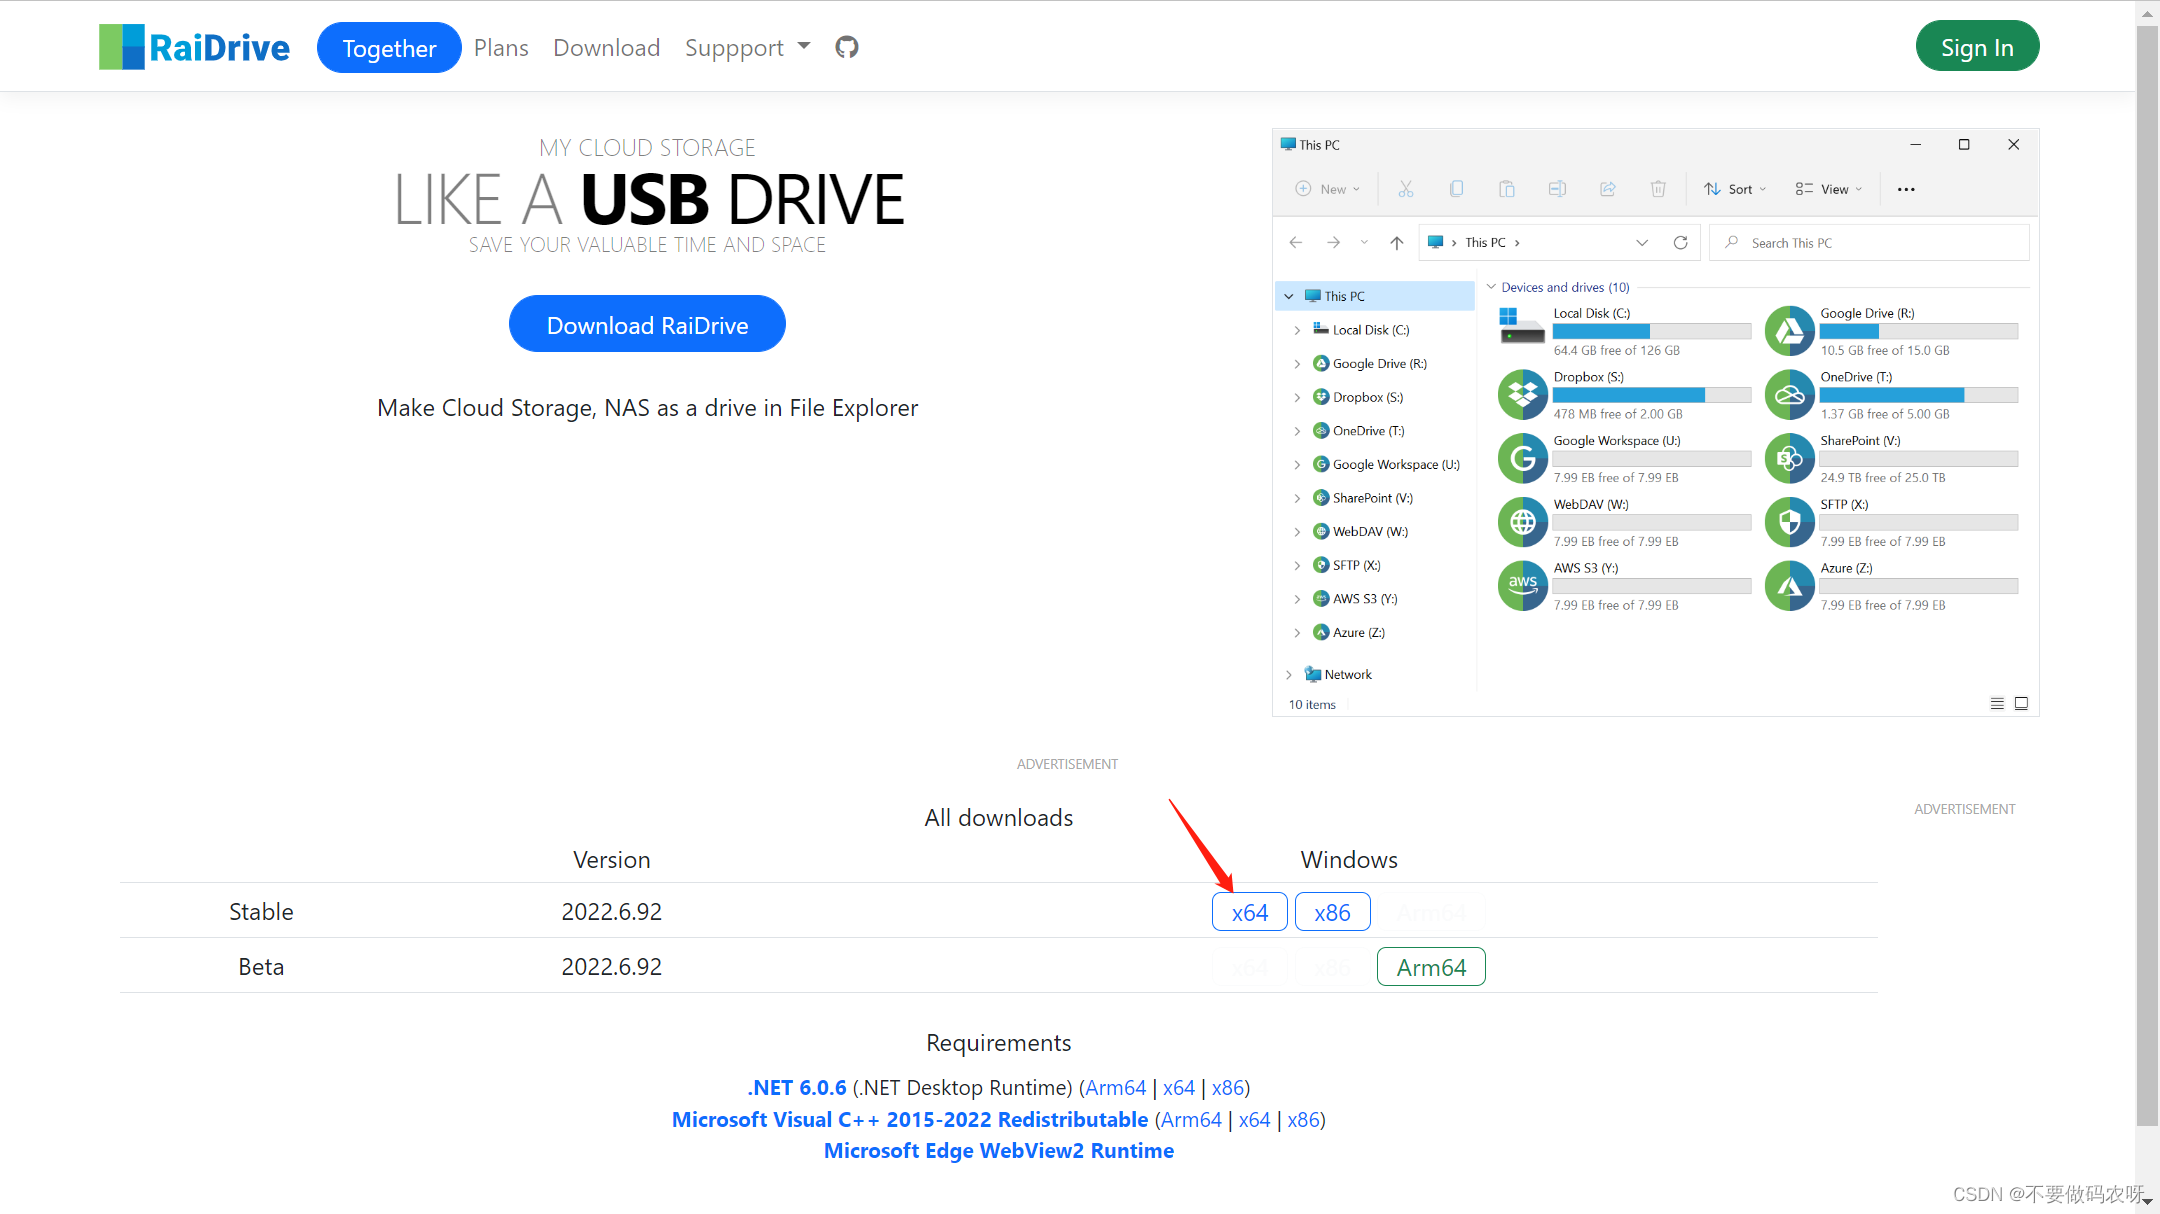 RaiDrive
Together
Plans
Download
Suppport
Sign In
MY CLOUD STORAGE
LIKE A USB DRIVE
SAVE YOUR VALUABLE TIME AND SPACE
Download RaiDrive
Make Cloud Storage, NAS as a drive in File Explorer
This PC
New
Sort
View
This PC
Search This PC
This PC
Local Disk (C:)
Google Drive (R:)
Dropbox (S:)
OneDrive (T:)
Google Workspace (U:)
SharePoint (V:)
WebDAV (W:)
SFTP (X:)
AWS S3 (Y:)
Azure (Z:)
Network
10 items
Devices and drives (10)
Local Disk (C:)
64.4 GB free of 126 GB
Google Drive (R:)
10.5 GB free of 15.0 GB
Dropbox (S:)
478 MB free of 2.00 GB
OneDrive (T:)
1.37 GB free of 5.00 GB
G
Google Workspace (U:)
7.99 EB free of 7.99 EB
S
SharePoint (V:)
24.9 TB free of 25.0 TB
WebDAV (W:)
7.99 EB free of 7.99 EB
SFTP (X:)
7.99 EB free of 7.99 EB
aws
AWS S3 (Y:)
7.99 EB free of 7.99 EB
Azure (Z:)
7.99 EB free of 7.99 EB
ADVERTISEMENT
ADVERTISEMENT
All downloads
Version Windows
Stable 2022.6.92 x64 x86 Arm64
Beta 2022.6.92 x64 x86 Arm64
Requirements
.NET 6.0.6 (.NET Desktop Runtime) (Arm64 | x64 | x86)
Microsoft Visual C++ 2015-2022 Redistributable (Arm64 | x64 | x86)
Microsoft Edge WebView2 Runtime
CSDN @不要做码农呀